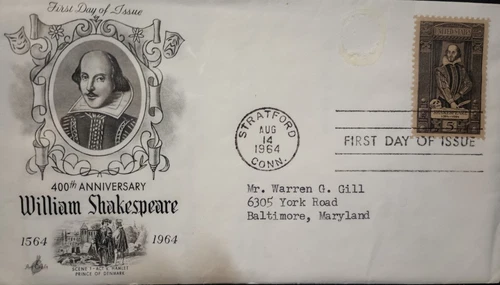 First Day of Issue
400th ANNIVERSARY
William Shakespeare
1564 1964
SCENE 1 - ACT V, HAMLET
PRINCE OF DENMARK
STRATFORD
AUG
14
1964
CONN.
FIRST DAY OF ISSUE
Mr. Warren G. Gill
6305 York Road
Baltimore, Maryland
5¢